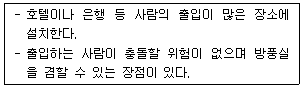 - 호텔이나 은행 등 사람의 출입이 많은 장소에
설치한다.
- 출입하는 사람이 충돌할 위험이 없으며 방풍실
을 겸할 수 있는 장점이 있다.